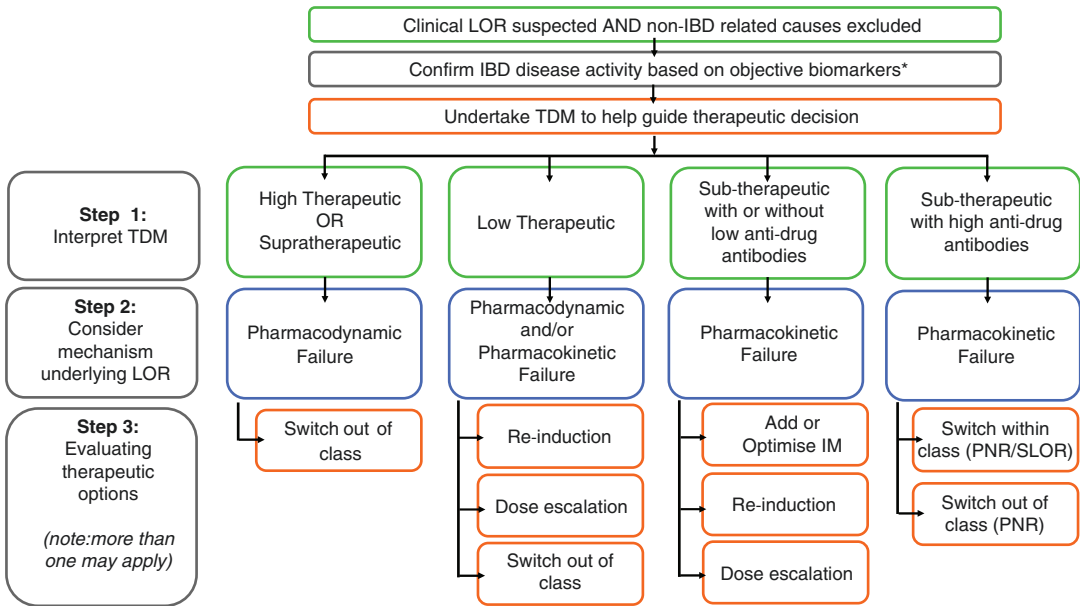 Clinical LOR suspected AND non-IBD related causes excluded
Confirm IBD disease activity based on objective biomarkers*
Undertake TDM to help guide therapeutic decision
Step 1:
Interpret TDM
High Therapeutic
OR
Supratherapeutic
Low Therapeutic
Sub-therapeutic
with or without
low anti-drug
antibodies
Sub-therapeutic
with high anti-drug
antibodies
Step 2:
Consider
mechanism
underlying LOR
Pharmacodynamic
Failure
Pharmacodynamic
and/or
Pharmacokinetic
Failure
Pharmacokinetic
Failure
Pharmacokinetic
Failure
Step 3:
Evaluating
therapeutic
options
(note:more than
one may apply)
Switch out of
class
Re-induction
Dose escalation
Switch out of
class
Add or
Optimise IM
Re-induction
Dose escalation
Switch within
class (PNR/SLOR)
Switch out of
class (PNR)